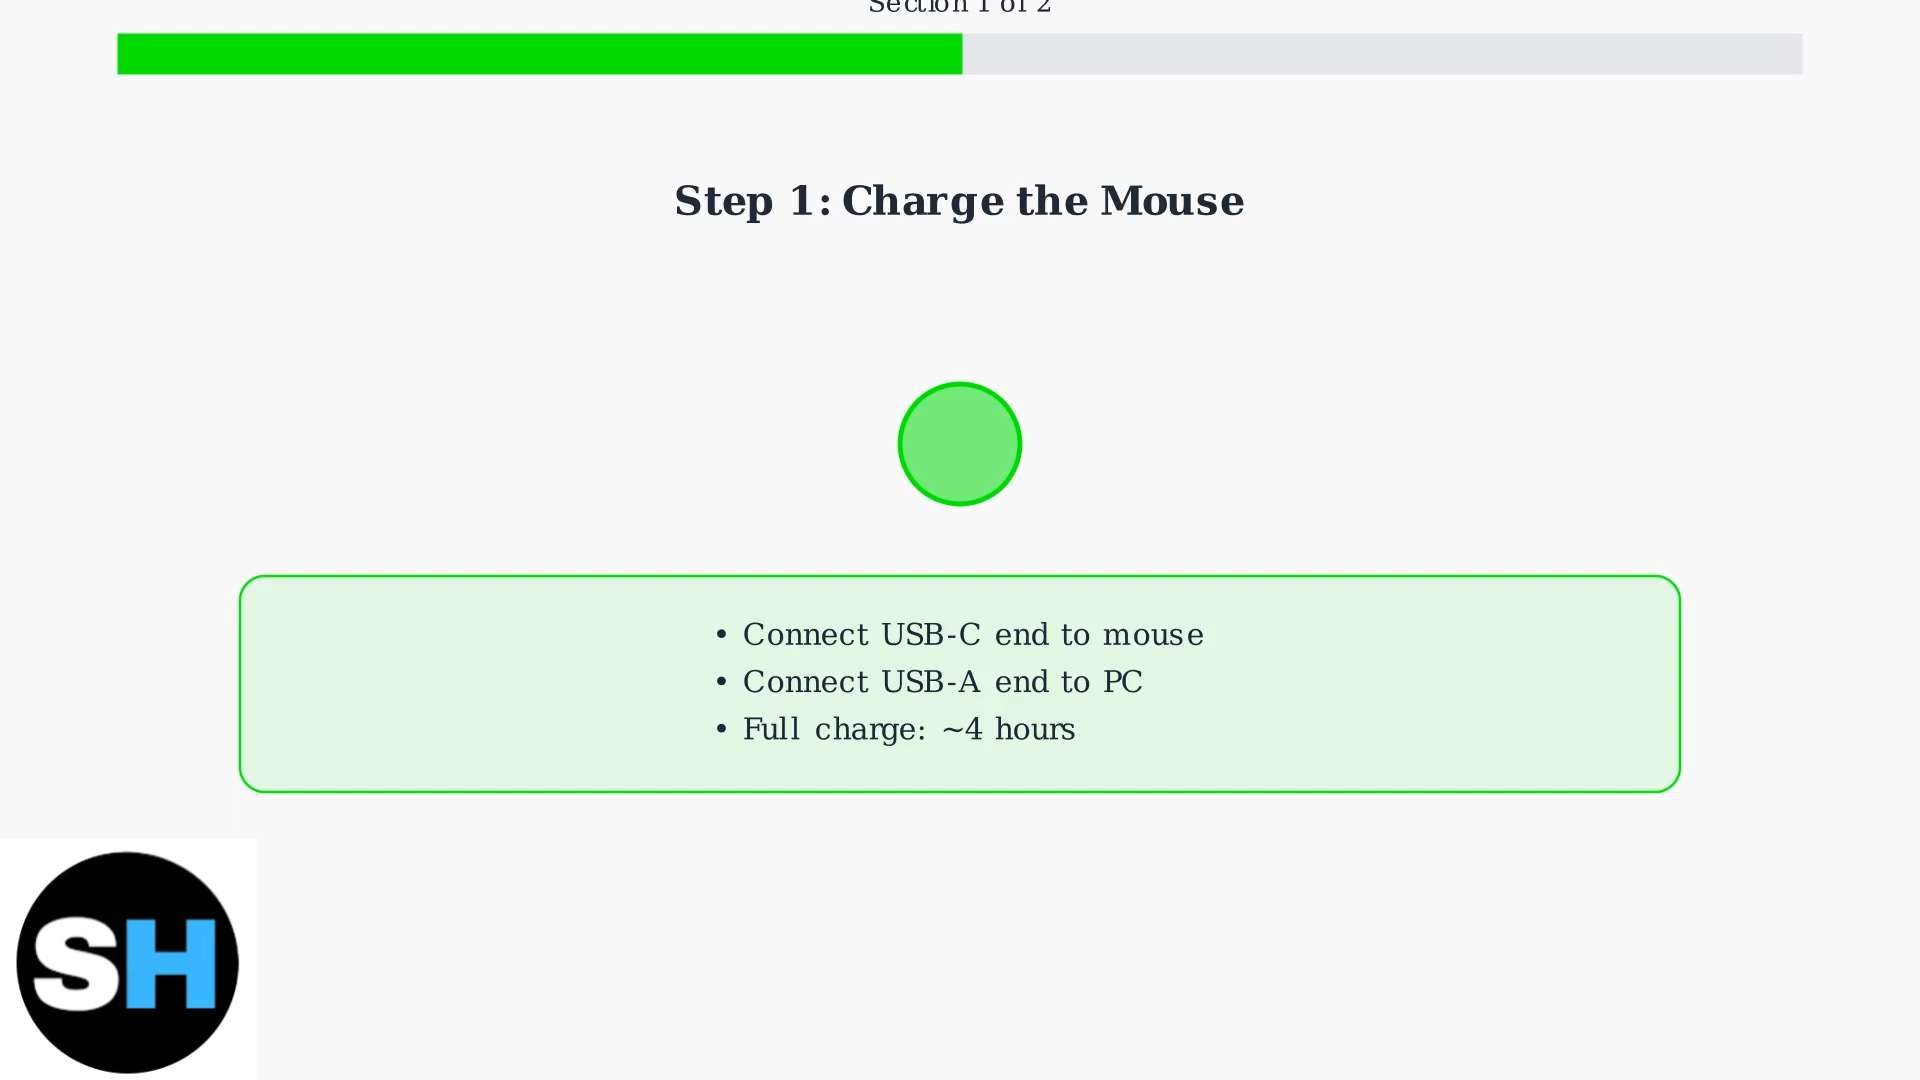 Section 1 of 2
Step 1: Charge the Mouse
• Connect USB-C end to mouse
• Connect USB-A end to PC
• Full charge: ~4 hours
SH